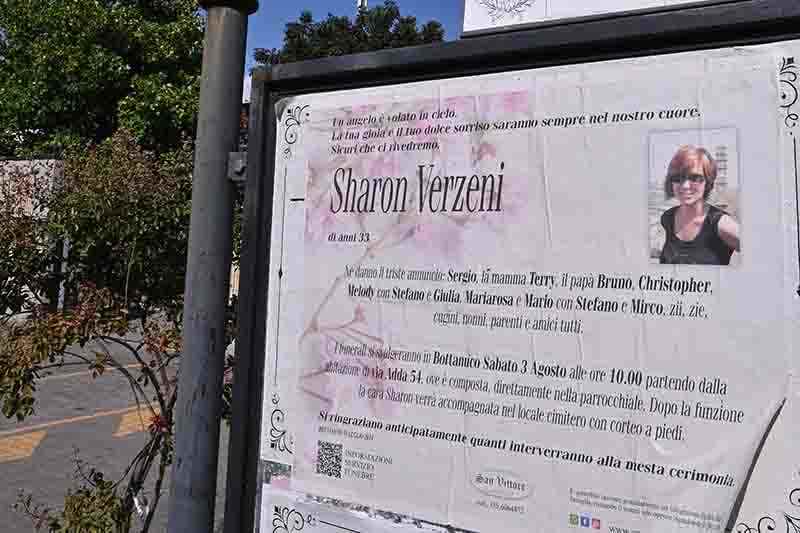 Un angelo è volato in cielo.
La tua gioia e il tuo dolce sorriso saranno sempre nel nostro cuore.
Sicuri che ci rivedremo.
Sharon Verzeni
di anni 33
Ne danno il triste annuncio: Sergio, la mamma Terry, il papà Bruno, Christopher,
Melody con Stefano e Giulia, Mariarosa e Mario con Stefano e Mirco, zii, zie,
cugini, nonni, parenti e amici tutti.
I funerali si svolgeranno in Bottanuco Sabato 3 Agosto alle ore 10.00 partendo dalla
abitazione di via Adda 54, ove è composta, direttamente nella parrocchiale. Dopo la funzione
la cara Sharon verrà accompagnata nel locale cimitero con corteo a piedi.
Si ringraziano anticipatamente quanti interverranno alla mesta cerimonia.
INFORMAZIONI
SERVIZIO
FUNEBRE
San Vittore